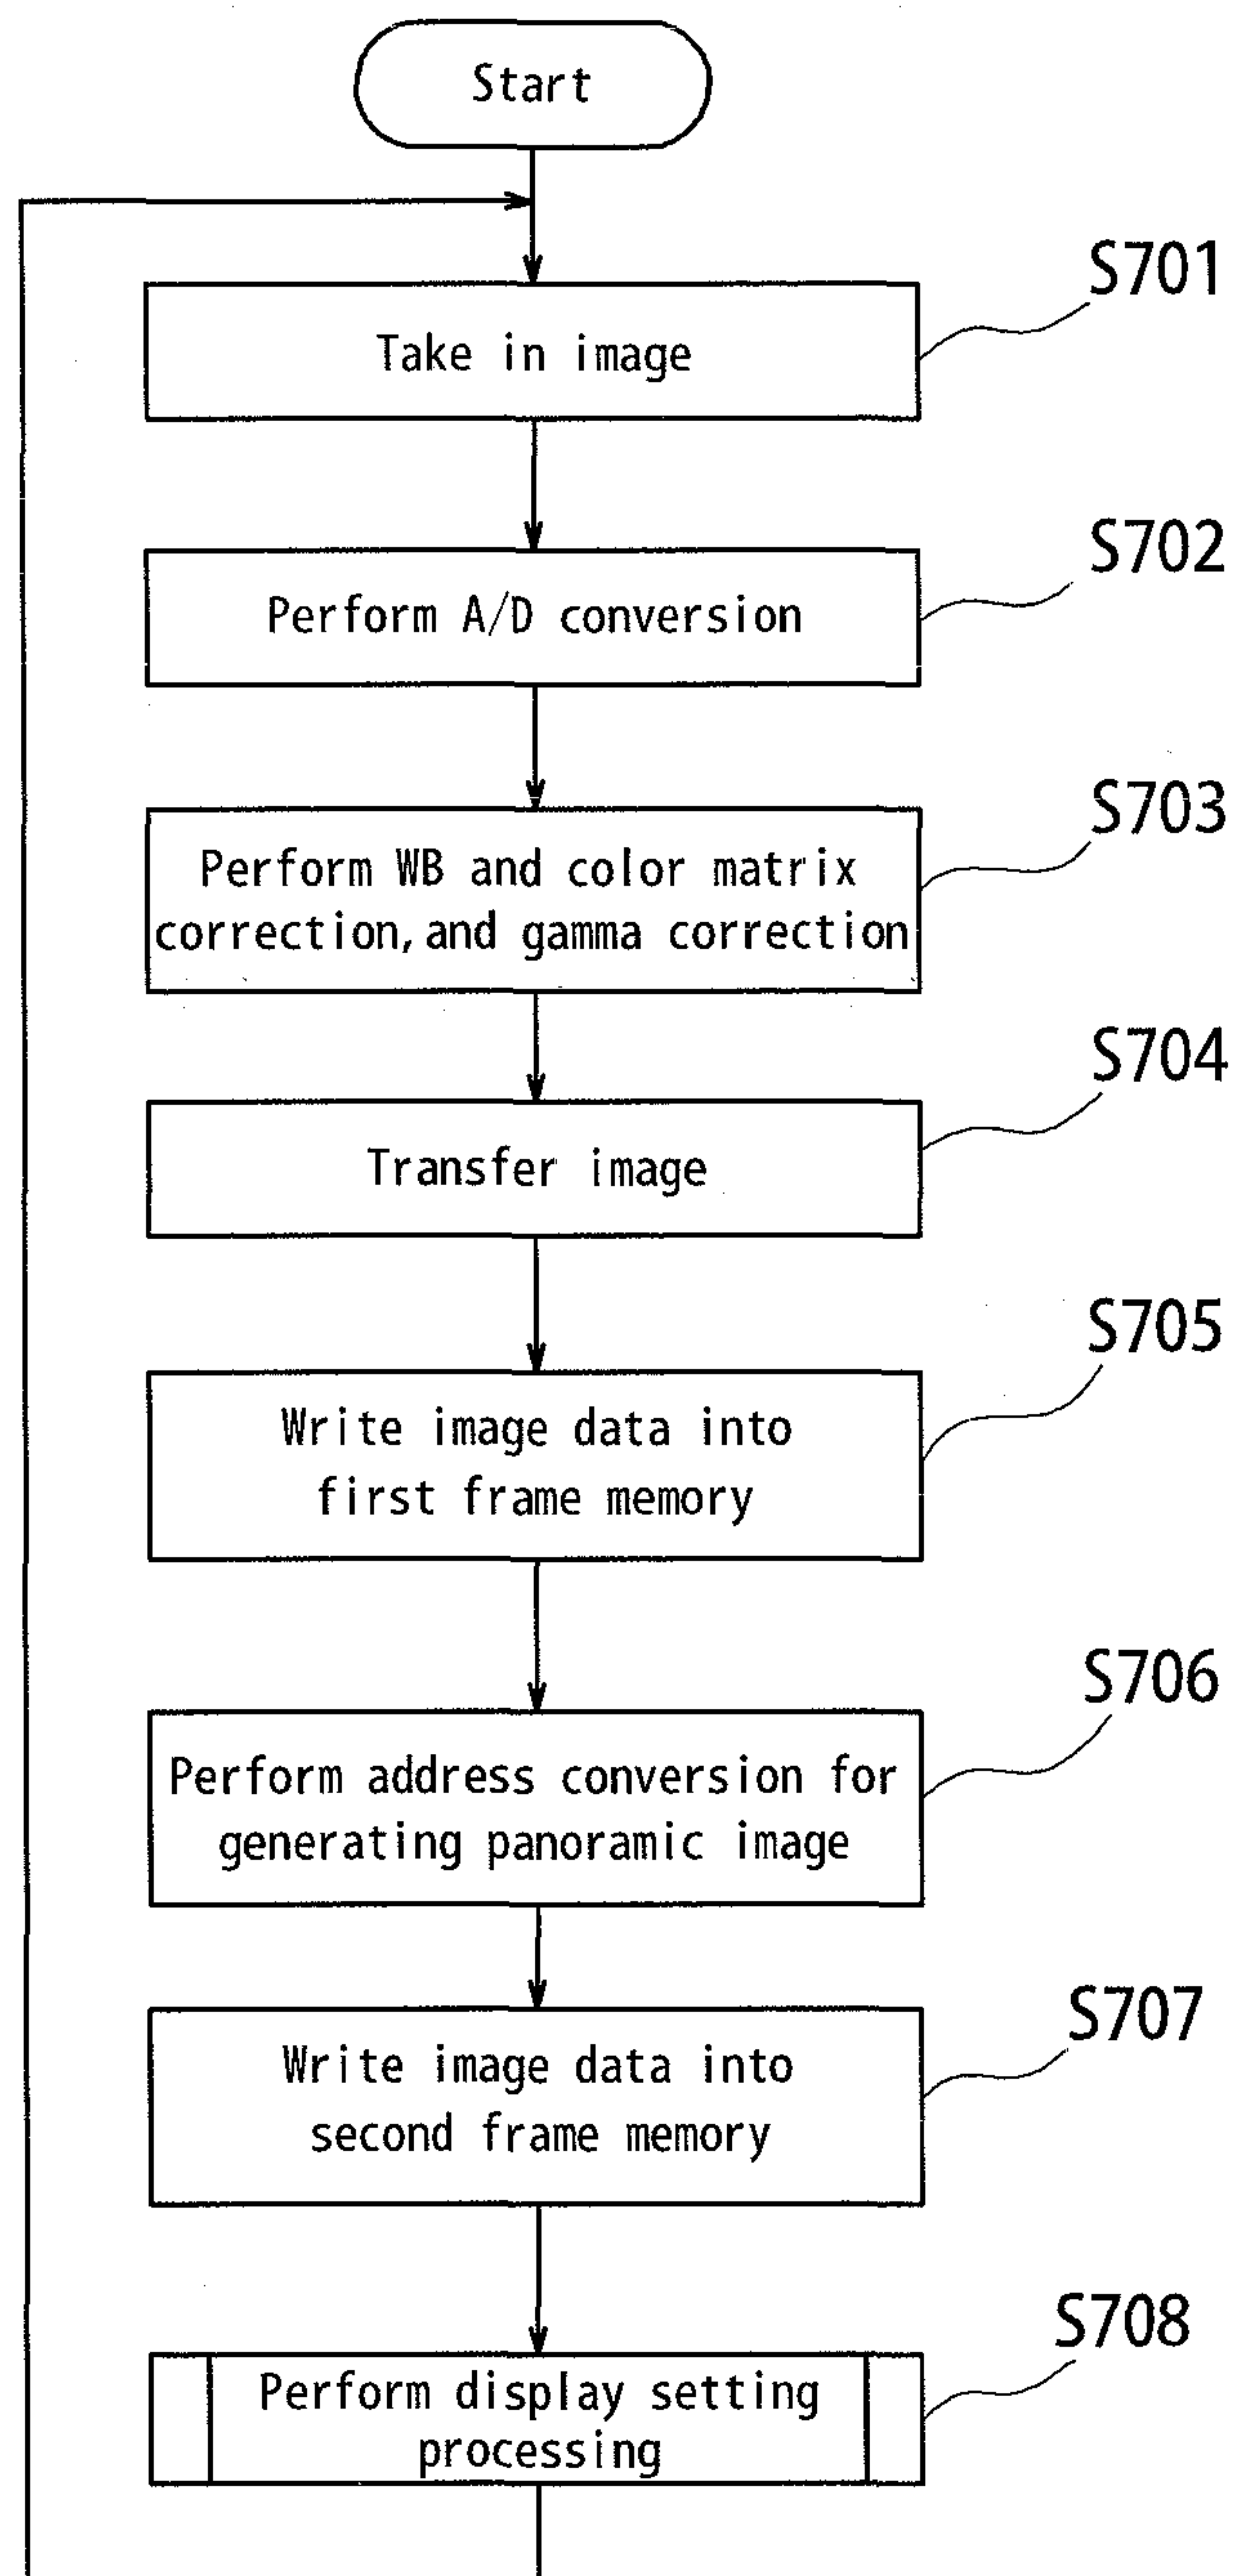 Start
S701
Take in image
S702
Perform A/D conversion
S703
Perform WB and color matrix
correction, and gamma correction
S704
Transfer image
S705
Write image data into
first frame memory
S706
Perform address conversion for
generating panoramic image
S707
Write image data into
second frame memory
S708
Perform display setting
processing